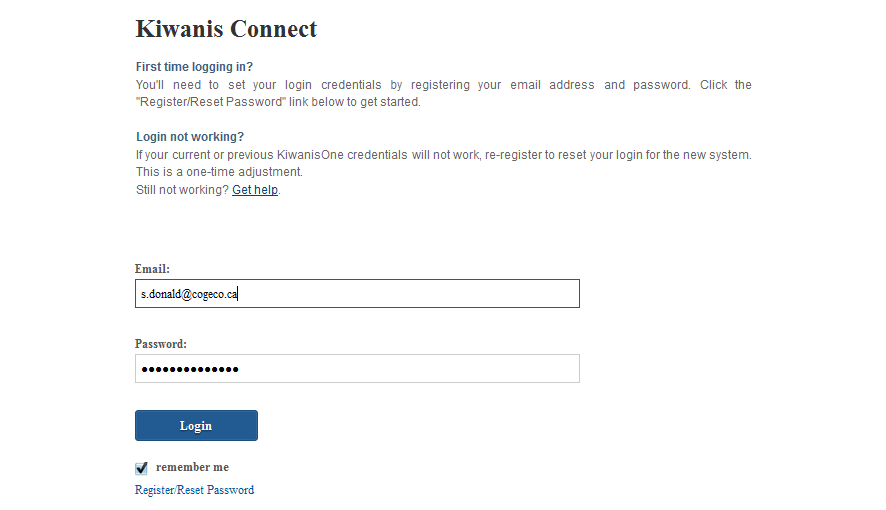 Kiwanis Connect
First time logging in?
You'll need to set your login credentials by registering your email address and password. Click the
"Register/Reset Password" link below to get started.
Login not working?
If your current or previous KiwanisOne credentials will not work, re-register to reset your login for the new system.
This is a one-time adjustment.
Still not working? Get help.
Email:
s.donald@cogeco.ca
Password:
••••••••••••••
Login
remember me
Register/Reset Password